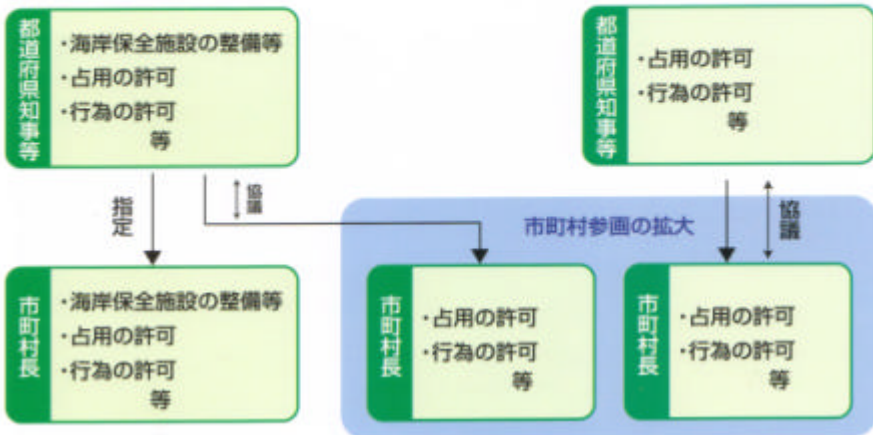 都道府県知事等
・海岸保全施設の整備等
・占用の許可
・行為の許可
等
都道府県知事等
・占用の許可
・行為の許可
等
指定
協議
市町村参画の拡大
協議
市町村長
・海岸保全施設の整備等
・占用の許可
・行為の許可
等
市町村長
・占用の許可
・行為の許可
等
市町村長
・占用の許可
・行為の許可
等